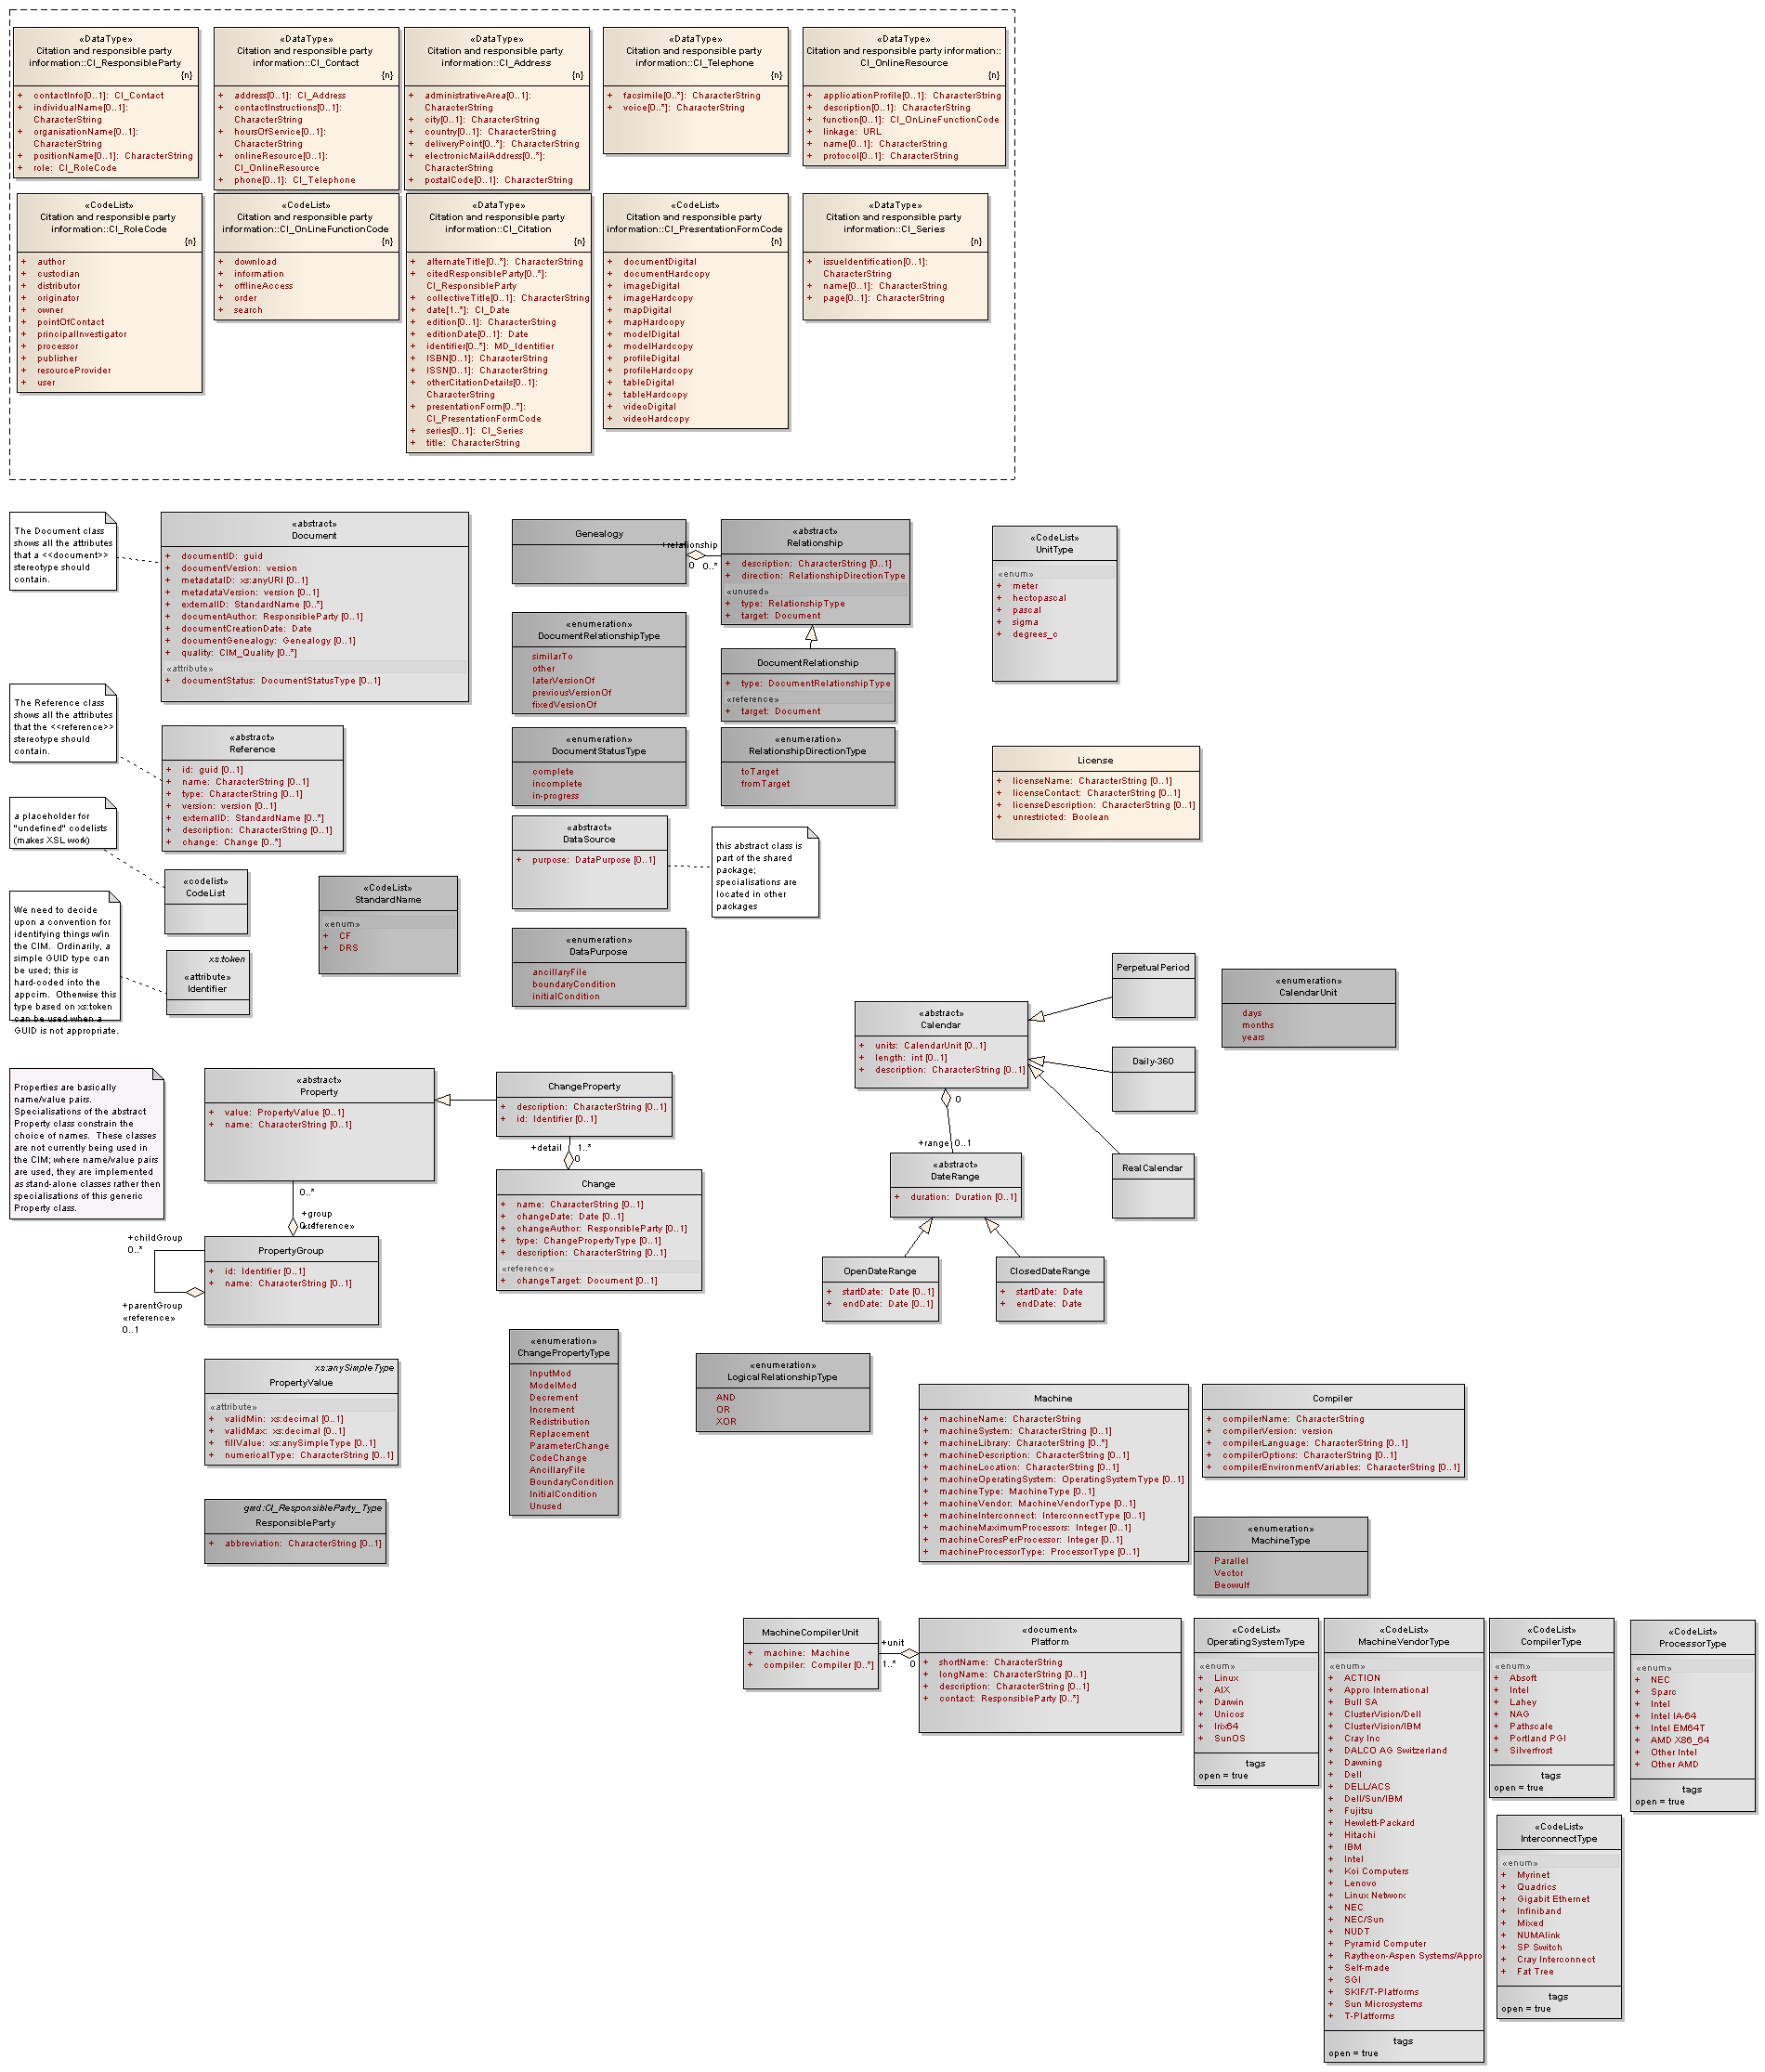 «DataType»
Citation and responsible party
information::CI_ResponsibleParty
{n}
+ contactInfo[0..1]: CI_Contact
+ individualName[0..1]:
CharacterString
+ organisationName[0..1]:
CharacterString
+ positionName[0..1]: CharacterString
+ role: CI_RoleCode
«DataType»
Citation and responsible party
information::CI_Contact
{n}
+ address[0..1]: CI_Address
+ contactInstructions[0..1]:
CharacterString
+ hoursOfService[0..1]:
CharacterString
+ onlineResource[0..1]:
CI_OnlineResource
+ phone[0..1]: CI_Telephone
«DataType»
Citation and responsible party
information::CI_Address
{n}
+ administrativeArea[0..1]:
CharacterString
+ city[0..1]: CharacterString
+ country[0..1]: CharacterString
+ deliveryPoint[0..*]: CharacterString
+ electronicMailAddress[0..*]:
CharacterString
+ postalCode[0..1]: CharacterString
«DataType»
Citation and responsible party
information::CI_Telephone
{n}
+ facsimile[0..*]: CharacterString
+ voice[0..*]: CharacterString
«DataType»
Citation and responsible party information::
CI_OnlineResource
{n}
+ applicationProfile[0..1]: CharacterString
+ description[0..1]: CharacterString
+ function[0..1]: CI_OnLineFunctionCode
+ linkage: URL
+ name[0..1]: CharacterString
+ protocol[0..1]: CharacterString
«CodeList»
Citation and responsible party
information::CI_RoleCode
{n}
+ author
+ custodian
+ distributor
+ originator
+ owner
+ pointOfContact
+ principalInvestigator
+ processor
+ publisher
+ resourceProvider
+ user
«CodeList»
Citation and responsible party
information::CI_OnLineFunctionCode
{n}
+ download
+ information
+ offlineAccess
+ order
+ search
«DataType»
Citation and responsible party
information::CI_Citation
{n}
+ alternateTitle[0..*]: CharacterString
+ citedResponsibleParty[0..*]:
CI_ResponsibleParty
+ collectiveTitle[0..1]: CharacterString
+ date[1..*]: CI_Date
+ edition[0..1]: CharacterString
+ editionDate[0..1]: Date
+ identifier[0..*]: MD_Identifier
+ ISBN[0..1]: CharacterString
+ ISSN[0..1]: CharacterString
+ otherCitationDetails[0..1]:
CharacterString
+ presentationForm[0..*]:
CI_PresentationFormCode
+ series[0..1]: CI_Series
+ title: CharacterString
«CodeList»
Citation and responsible party
information::CI_PresentationFormCode
{n}
+ documentDigital
+ documentHardcopy
+ imageDigital
+ imageHardcopy
+ mapDigital
+ mapHardcopy
+ modelDigital
+ modelHardcopy
+ profileDigital
+ profileHardcopy
+ tableDigital
+ tableHardcopy
+ videoDigital
+ videoHardcopy
«DataType»
Citation and responsible party
information::CI_Series
{n}
+ issueIdentification[0..1]:
CharacterString
+ name[0..1]: CharacterString
+ page[0..1]: CharacterString
The Document class
shows all the attributes
that a <<document>>
stereotype should
contain.
«abstract»
Document
+ documentID: guid
+ documentVersion: version
+ metadataID: xs:anyURI [0..1]
+ metadataVersion: version [0..1]
+ externalID: StandardName [0..*]
+ documentAuthor: ResponsibleParty [0..1]
+ documentCreationDate: Date
+ documentGenealogy: Genealogy [0..1]
+ quality: CIM_Quality [0..*]
«attribute»
+ documentStatus: DocumentStatusType [0..1]
Genealogy
+relationship
0 0..*
«abstract»
Relationship
+ description: CharacterString [0..1]
+ direction: RelationshipDirectionType
«unused»
+ type: RelationshipType
+ target: Document
«CodeList»
UnitType
«enum»
+ meter
+ hectopascal
+ pascal
+ sigma
+ degrees_c
«enumeration»
DocumentRelationshipType
similarTo
other
laterVersionOf
previousVersionOf
fixedVersionOf
DocumentRelationship
+ type: DocumentRelationshipType
«reference»
+ target: Document
The Reference class
shows all the attributes
that the <<reference>>
stereotype should
contain.
«abstract»
Reference
+ id: guid [0..1]
+ name: CharacterString [0..1]
+ type: CharacterString [0..1]
+ version: version [0..1]
+ externalID: StandardName [0..*]
+ description: CharacterString [0..1]
+ change: Change [0..*]
«enumeration»
DocumentStatusType
complete
incomplete
in-progress
«enumeration»
RelationshipDirectionType
toTarget
fromTarget
License
+ licenseName: CharacterString [0..1]
+ licenseContact: CharacterString [0..1]
+ licenseDescription: CharacterString [0..1]
+ unrestricted: Boolean
a placeholder for
"undefined" codelists
(makes XSL work)
«codelist»
CodeList
«abstract»
DataSource
+ purpose: DataPurpose [0..1]
this abstract class is
part of the shared
package;
specialisations are
located in other
packages
We need to decide
upon a convention for
identifying things w/in
the CIM. Ordinarily, a
simple GUID type can
be used; this is
hard-coded into the
appcim. Otherwise this
type based on xs:token
can be used when a
GUID is not appropriate.
xs:token
«attribute»
Identifier
«CodeList»
StandardName
«enum»
+ CF
+ DRS
«enumeration»
DataPurpose
ancillaryFile
boundaryCondition
initialCondition
«abstract»
Calendar
+ units: CalendarUnit [0..1]
+ length: int [0..1]
+ description: CharacterString [0..1]
PerpetualPeriod
Daily-360
RealCalendar
«enumeration»
CalendarUnit
days
months
years
0
+range 0..1
«abstract»
DateRange
+ duration: Duration [0..1]
OpenDateRange
+ startDate: Date [0..1]
+ endDate: Date [0..1]
ClosedDateRange
+ startDate: Date
+ endDate: Date
Properties are basically
name/value pairs.
Specialisations of the abstract
Property class constrain the
choice of names. These classes
are not currently being used in
the CIM; where name/value pairs
are used, they are implemented
as stand-alone classes rather then
specialisations of this generic
Property class.
«abstract»
Property
+ value: PropertyValue [0..1]
+ name: CharacterString [0..1]
ChangeProperty
+ description: CharacterString [0..1]
+ id: Identifier [0..1]
+detail 1..*
0
Change
+ name: CharacterString [0..1]
+ changeDate: Date [0..1]
+ changeAuthor: ResponsibleParty [0..1]
+ type: ChangePropertyType [0..1]
+ description: CharacterString [0..1]
«reference»
+ changeTarget: Document [0..1]
0..*
+group
«reference»
+childGroup
0..*
PropertyGroup
+ id: Identifier [0..1]
+ name: CharacterString [0..1]
+parentGroup
«reference»
0..1
xs:anySimpleType
PropertyValue
«attribute»
+ validMin: xs:decimal [0..1]
+ validMax: xs:decimal [0..1]
+ fillValue: xs:anySimpleType [0..1]
+ numericalType: CharacterString [0..1]
gmd:CI_ResponsibleParty_Type
ResponsibleParty
+ abbreviation: CharacterString [0..1]
«enumeration»
ChangePropertyType
InputMod
ModelMod
Decrement
Increment
Redistribution
Replacement
ParameterChange
CodeChange
AncillaryFile
BoundaryCondition
InitialCondition
Unused
«enumeration»
LogicalRelationshipType
AND
OR
XOR
Machine
+ machineName: CharacterString
+ machineSystem: CharacterString [0..1]
+ machineLibrary: CharacterString [0..*]
+ machineDescription: CharacterString [0..1]
+ machineLocation: CharacterString [0..1]
+ machineOperatingSystem: OperatingSystemType [0..1]
+ machineType: MachineType [0..1]
+ machineVendor: MachineVendorType [0..1]
+ machineInterconnect: InterconnectType [0..1]
+ machineMaximumProcessors: Integer [0..1]
+ machineCoresPerProcessor: Integer [0..1]
+ machineProcessorType: ProcessorType [0..1]
Compiler
+ compilerName: CharacterString
+ compilerVersion: version
+ compilerLanguage: CharacterString [0..1]
+ compilerOptions: CharacterString [0..1]
+ compilerEnvironmentVariables: CharacterString [0..1]
«enumeration»
MachineType
Parallel
Vector
Beowulf
MachineCompilerUnit
+ machine: Machine
+ compiler: Compiler [0..*]
+unit
1..* 0
«document»
Platform
+ shortName: CharacterString
+ longName: CharacterString [0..1]
+ description: CharacterString [0..1]
+ contact: ResponsibleParty [0..*]
«CodeList»
OperatingSystemType
«enum»
+ Linux
+ AIX
+ Darwin
+ Unicos
+ Irix64
+ SunOS
tags
open = true
«CodeList»
MachineVendorType
«enum»
+ ACTION
+ Appro International
+ Bull SA
+ ClusterVision/Dell
+ ClusterVision/IBM
+ Cray Inc
+ DALCO AG Switzerland
+ Dawning
+ Dell
+ DELL/ACS
+ Dell/Sun/IBM
+ Fujitsu
+ Hewlett-Packard
+ Hitachi
+ IBM
+ Intel
+ Koi Computers
+ Lenovo
+ Linux Networx
+ NEC
+ NEC/Sun
+ NUDT
+ Pyramid Computer
+ Raytheon-Aspen Systems/Appro
+ Self-made
+ SGI
+ SKIF/T-Platforms
+ Sun Microsystems
+ T-Platforms
tags
open = true
«CodeList»
CompilerType
«enum»
+ Absoft
+ Intel
+ Lahey
+ NAG
+ Pathscale
+ Portland PGI
+ Silverfrost
tags
open = true
«CodeList»
ProcessorType
«enum»
+ NEC
+ Sparc
+ Intel
+ Intel IA-64
+ Intel EM64T
+ AMD X86_64
+ Other Intel
+ Other AMD
tags
open = true
«CodeList»
InterconnectType
«enum»
+ Myrinet
+ Quadrics
+ Gigabit Ethernet
+ Infiniband
+ Mixed
+ NUMAlink
+ SP Switch
+ Cray Interconnect
+ Fat Tree
tags
open = true